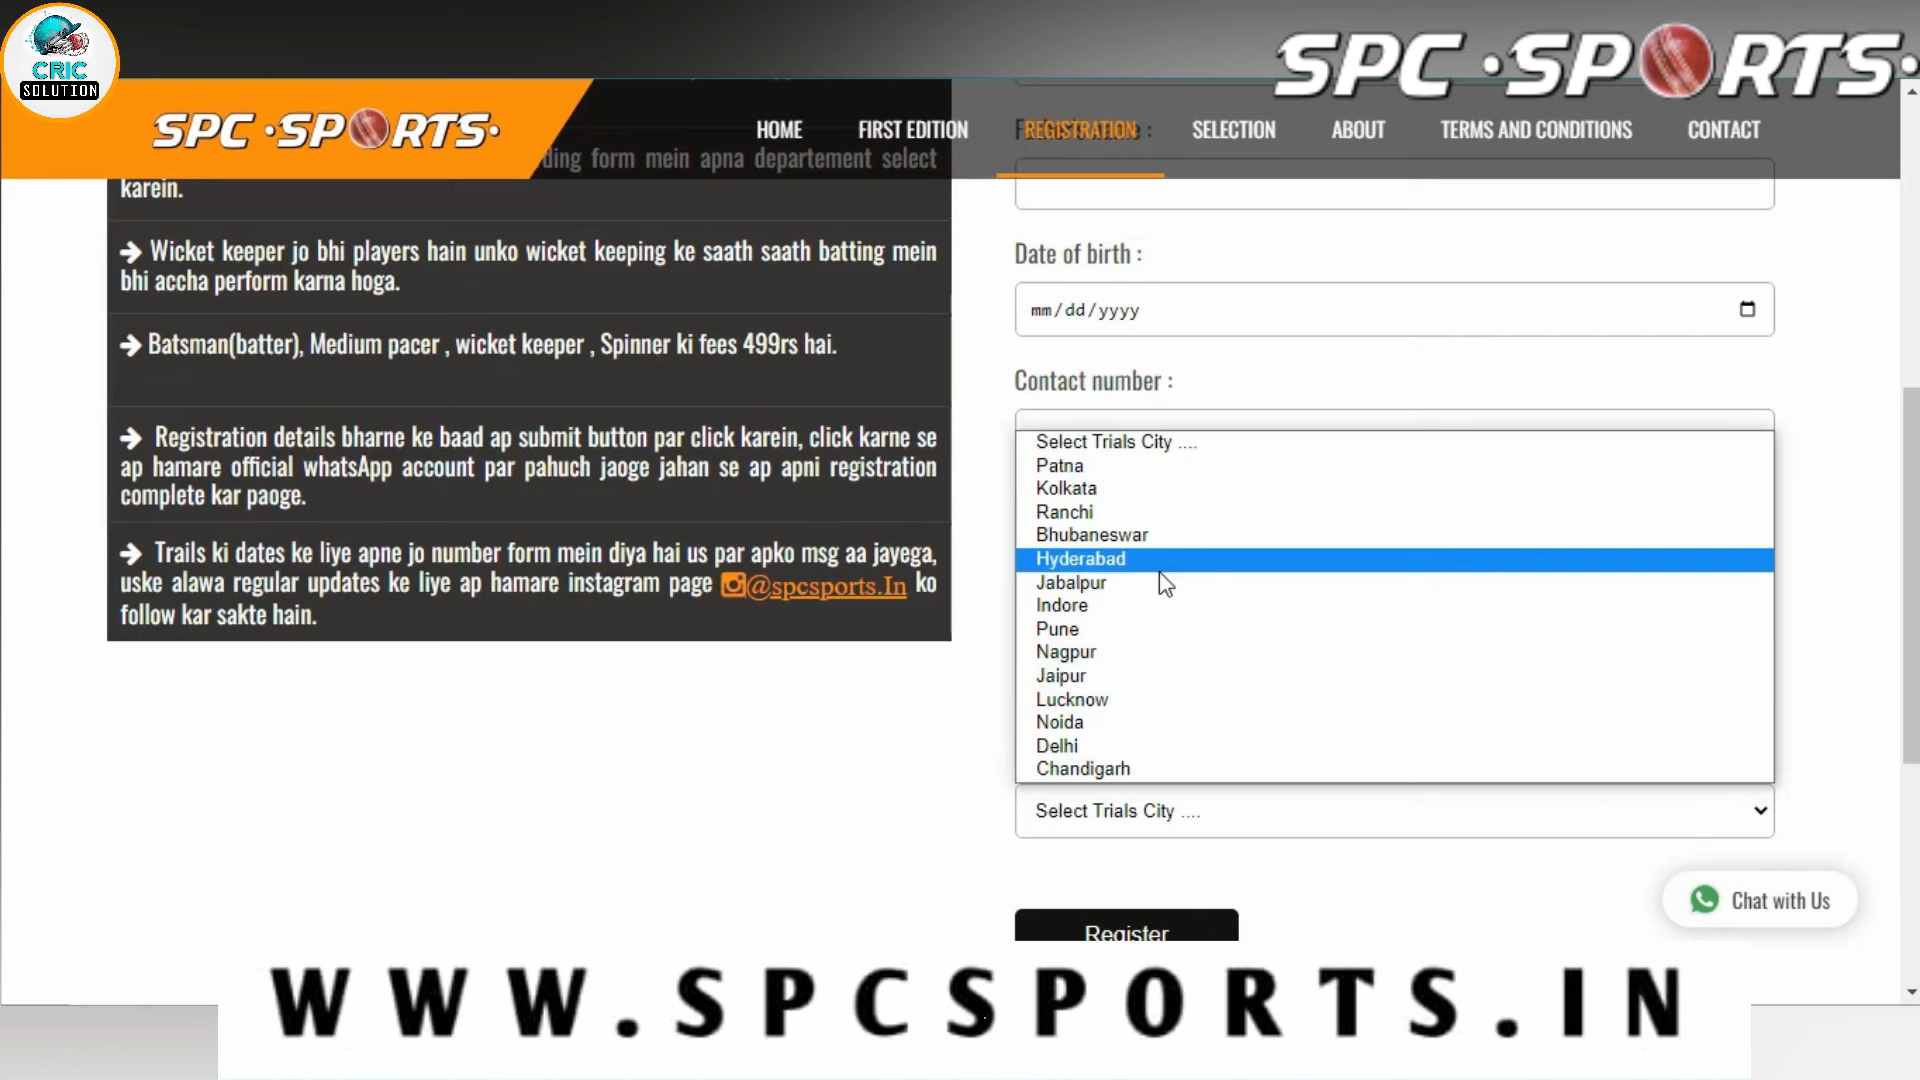 CRIC
SOLUTION
SPC ·SPORTS·
SPC ·SPORTS·
HOME
FIRST EDITION
REGISTRATION
SELECTION
ABOUT
TERMS AND CONDITIONS
CONTACT
ding form mein apna departement select
karein.
Wicket keeper jo bhi players hain unko wicket keeping ke saath saath batting mein
bhi accha perform karna hoga.
Batsman(batter), Medium pacer , wicket keeper , Spinner ki fees 499rs hai.
Registration details bharne ke baad ap submit button par click karein, click karne se
ap hamare official whatsApp account par pahuch jaoge jahan se ap apni registration
complete kar paoge.
Trails ki dates ke liye apne jo number form mein diya hai us par apko msg aa jayega,
uske alawa regular updates ke liye ap hamare instagram page @spcsports.In ko
follow kar sakte hain.
Date of birth :
mm/dd/yyyy
Contact number :
Select Trials City ....
Patna
Kolkata
Ranchi
Bhubaneswar
Hyderabad
Jabalpur
Indore
Pune
Nagpur
Jaipur
Lucknow
Noida
Delhi
Chandigarh
Select Trials City ....
Register
Chat with Us
WWW.SPCSPORTS.IN